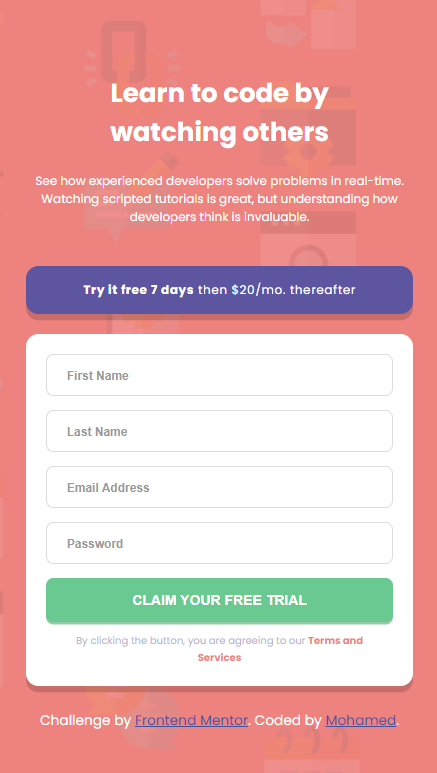 Learn to code by
watching others
See how experienced developers solve problems in real-time.
Watching scripted tutorials is great, but understanding how
developers think is invaluable.
Try it free 7 days then $20/mo. thereafter
First Name
Last Name
Email Address
Password
CLAIM YOUR FREE TRIAL
By clicking the button, you are agreeing to our Terms and
Services
Challenge by Frontend Mentor. Coded by Mohamed.